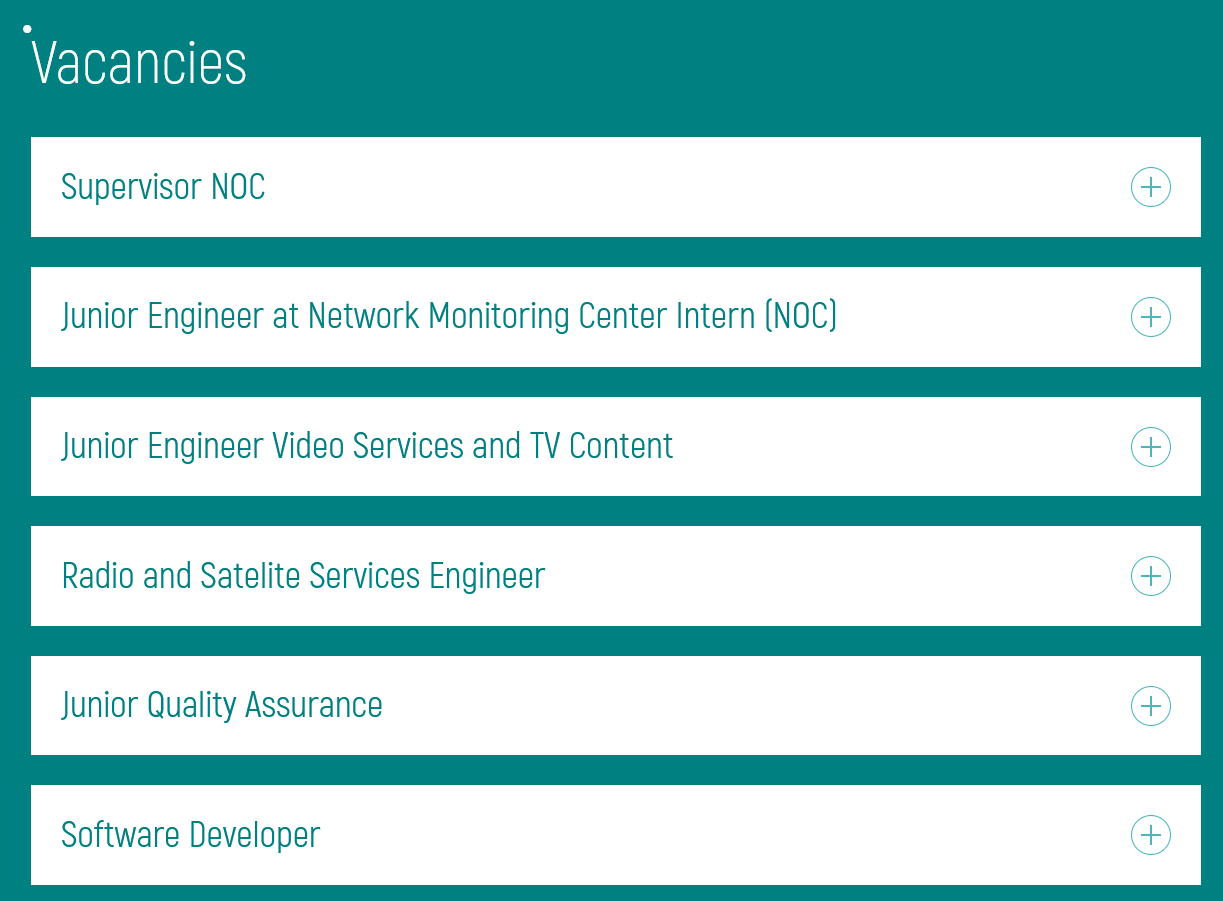 Vacancies
Supervisor NOC
Junior Engineer at Network Monitoring Center Intern (NOC)
Junior Engineer Video Services and TV Content
Radio and Satelite Services Engineer
Junior Quality Assurance
Software Developer